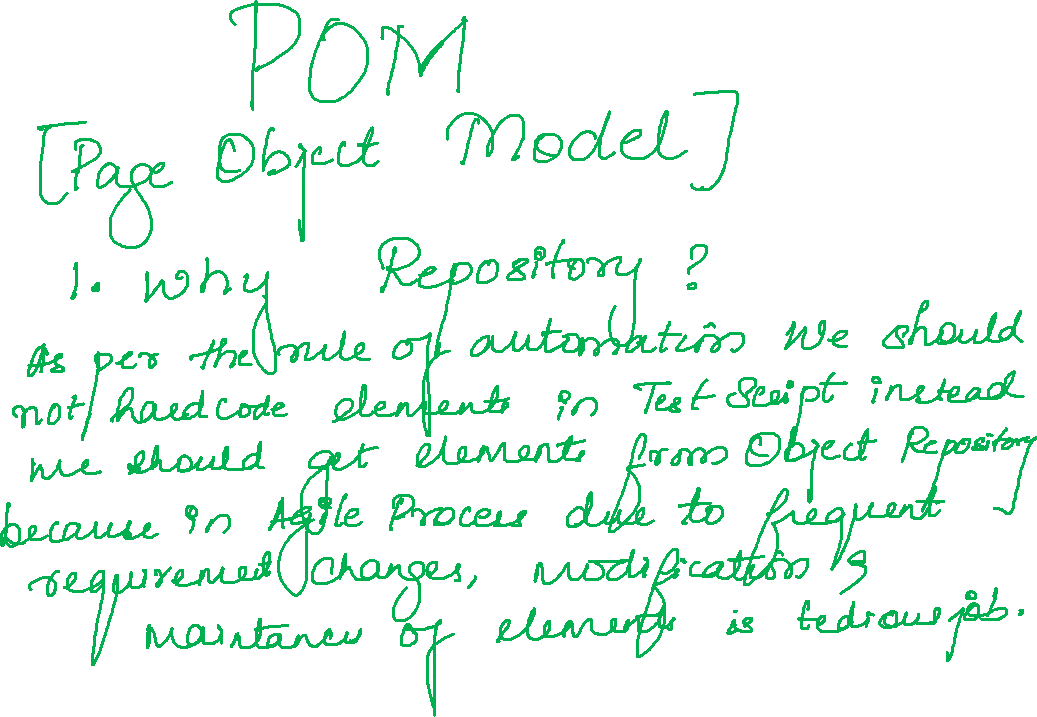 POM
[Page Object Model]
1. Why Repository?
As per the rule of automation we should
not hardcode elements in Test Script instead
we should get elements from Object Repository
because in Agile Process due to frequent
requirement changes, modification &
maintance of elements is tedious job.